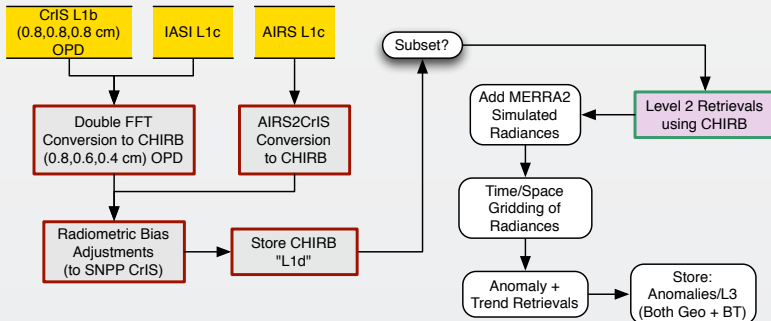 CrIS L1b
(0.8,0.8,0.8 cm)
OPD
IASI L1c
AIRS L1c
Subset?
Double FFT
Conversion to CHIRB
(0.8,0.6,0.4 cm) OPD
AIRS2CrIS
Conversion
to CHIRB
Add MERRA2
Simulated
Radiances
Level 2 Retrievals
using CHIRB
Time/Space
Gridding of
Radiances
Radiometric Bias
Adjustments
(to SNPP CrIS)
Store CHIRB
"L1d"
Anomaly +
Trend Retrievals
Store:
Anomalies/L3
(Both Geo + BT)